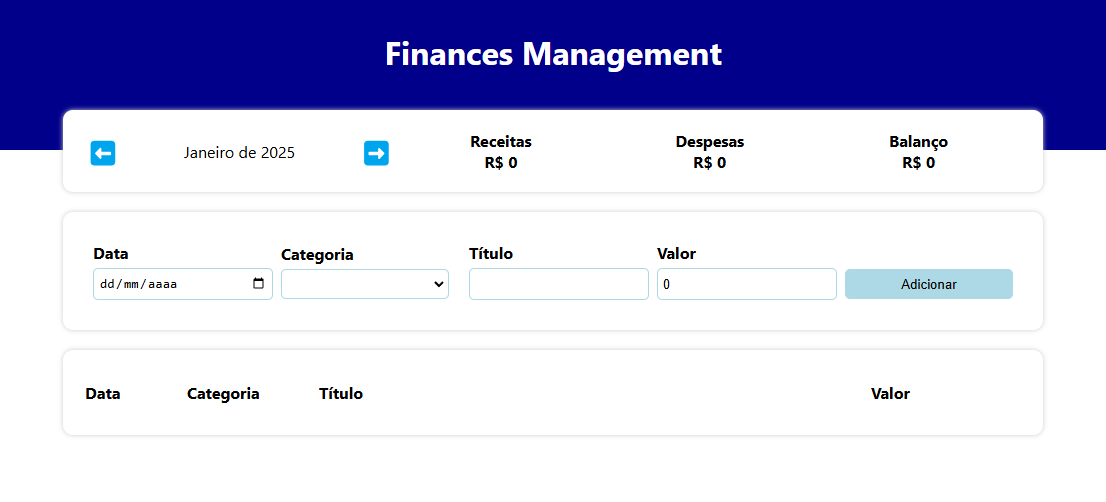 Finances Management
Janeiro de 2025
Receitas
R$ 0
Despesas
R$ 0
Balanço
R$ 0
Data
Categoria
Título
Valor
dd/mm/aaaa
0
Adicionar
Data Categoria Título Valor